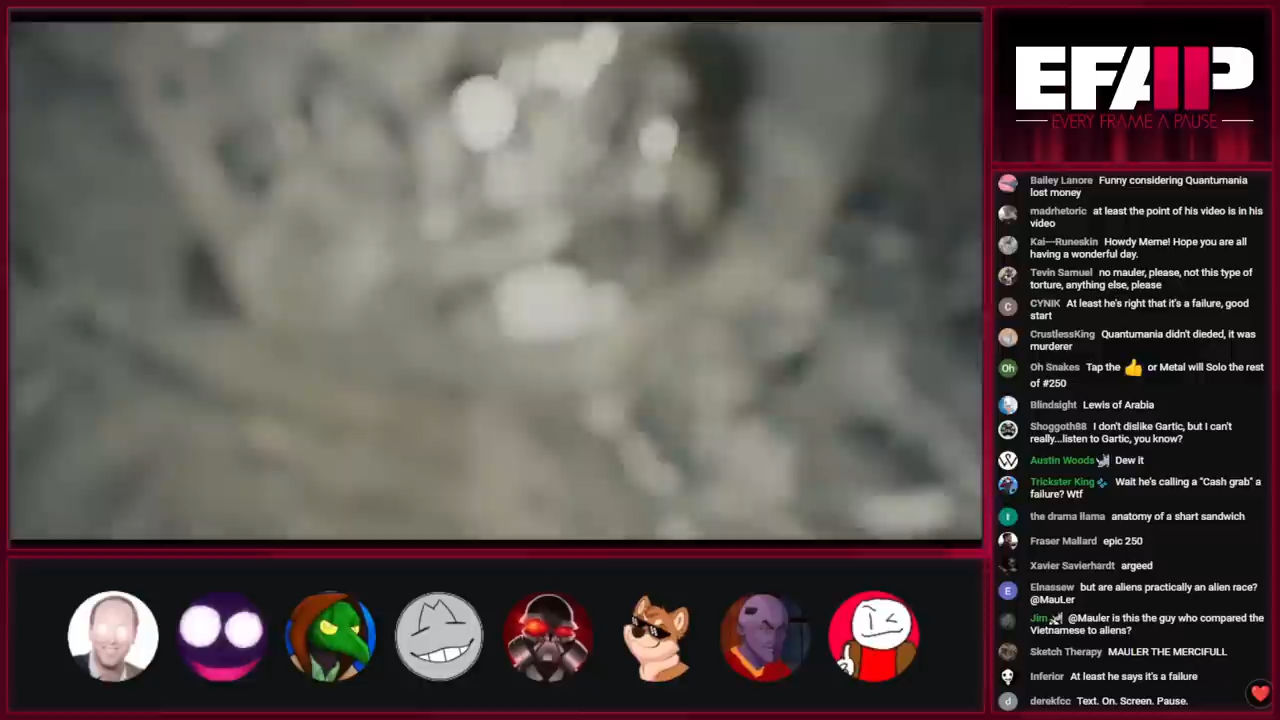 EFAP
EVERY FRAME A PAUSE
Bailey Lanore Funny considering Quantumania
lost money
madrhetoric at least the point of his video is in his
video
Kai—Runeskin Howdy Meme! Hope you are all
having a wonderful day.
Tevin Samuel no mauler, please, not this type of
torture, anything else, please
C CYNIK At least he's right that it's a failure, good
start
CrustlessKing Quantumania didn't dieded, it was
murderer
Oh Oh Snakes Tap the 👍 or Metal will Solo the rest
of #250
Blindsight Lewis of Arabia
Shoggoth88 I don't dislike Gartic, but I can't
really...listen to Gartic, you know?
Austin Woods Dew it
Trickster King Wait he's calling a "Cash grab" a
failure? Wtf
t the drama llama anatomy of a shart sandwich
Fraser Mallard epic 250
Xavier Savierhardt argeed
E Elnassew but are aliens practically an alien race?
@MauLer
Jim @Mauler is this the guy who compared the
Vietnamese to aliens?
Sketch Therapy MAULER THE MERCIFULL
Inferior At least he says it's a failure
d derekfcc Text. On. Screen. Pause.